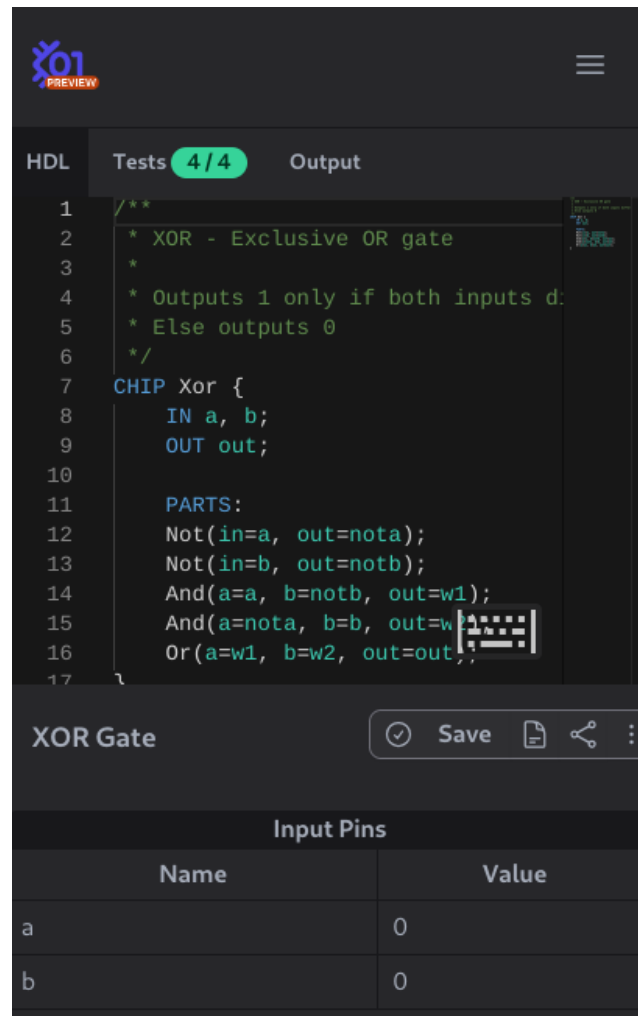 X01
PREVIEW
HDL Tests 4 / 4 Output
1 /**
2  * XOR - Exclusive OR gate
3  *
4  * Outputs 1 only if both inputs
5  * Else outputs 0
6  */
7 CHIP Xor {
8     IN a, b;
9     OUT out;
10
11     PARTS:
12     Not(in=a, out=nota);
13     Not(in=b, out=notb);
14     And(a=a, b=notb, out=w1);
15     And(a=nota, b=b,
16     Or(a=w1, b=w2, out=out);
17 }
XOR Gate Save
Input Pins
Name Value
a 0
b 0